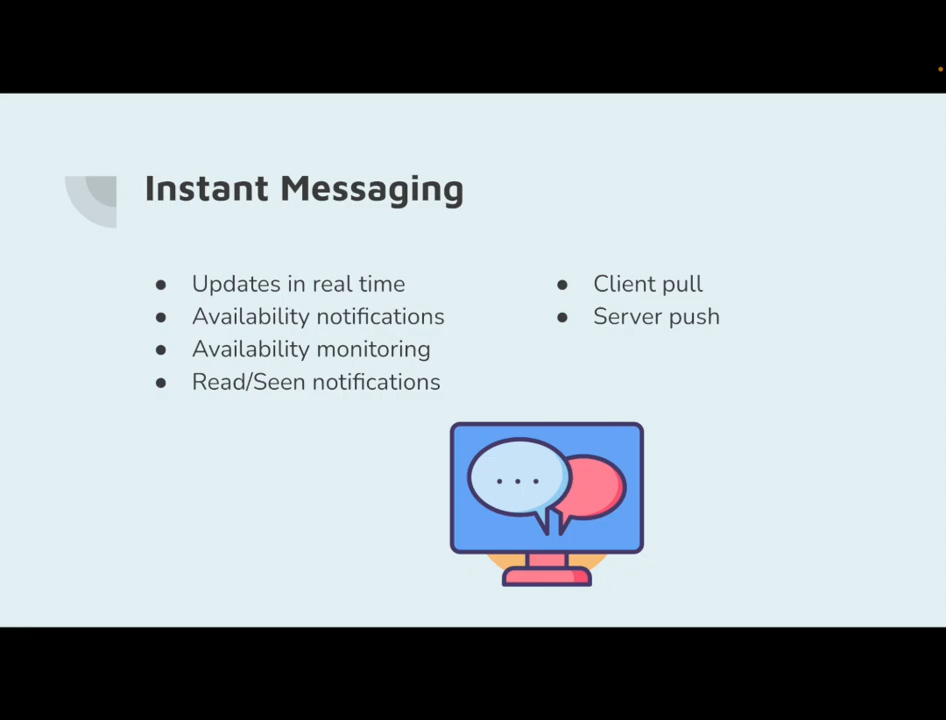 Instant Messaging
● Updates in real time
● Availability notifications
● Availability monitoring
● Read/Seen notifications
● Client pull
● Server push